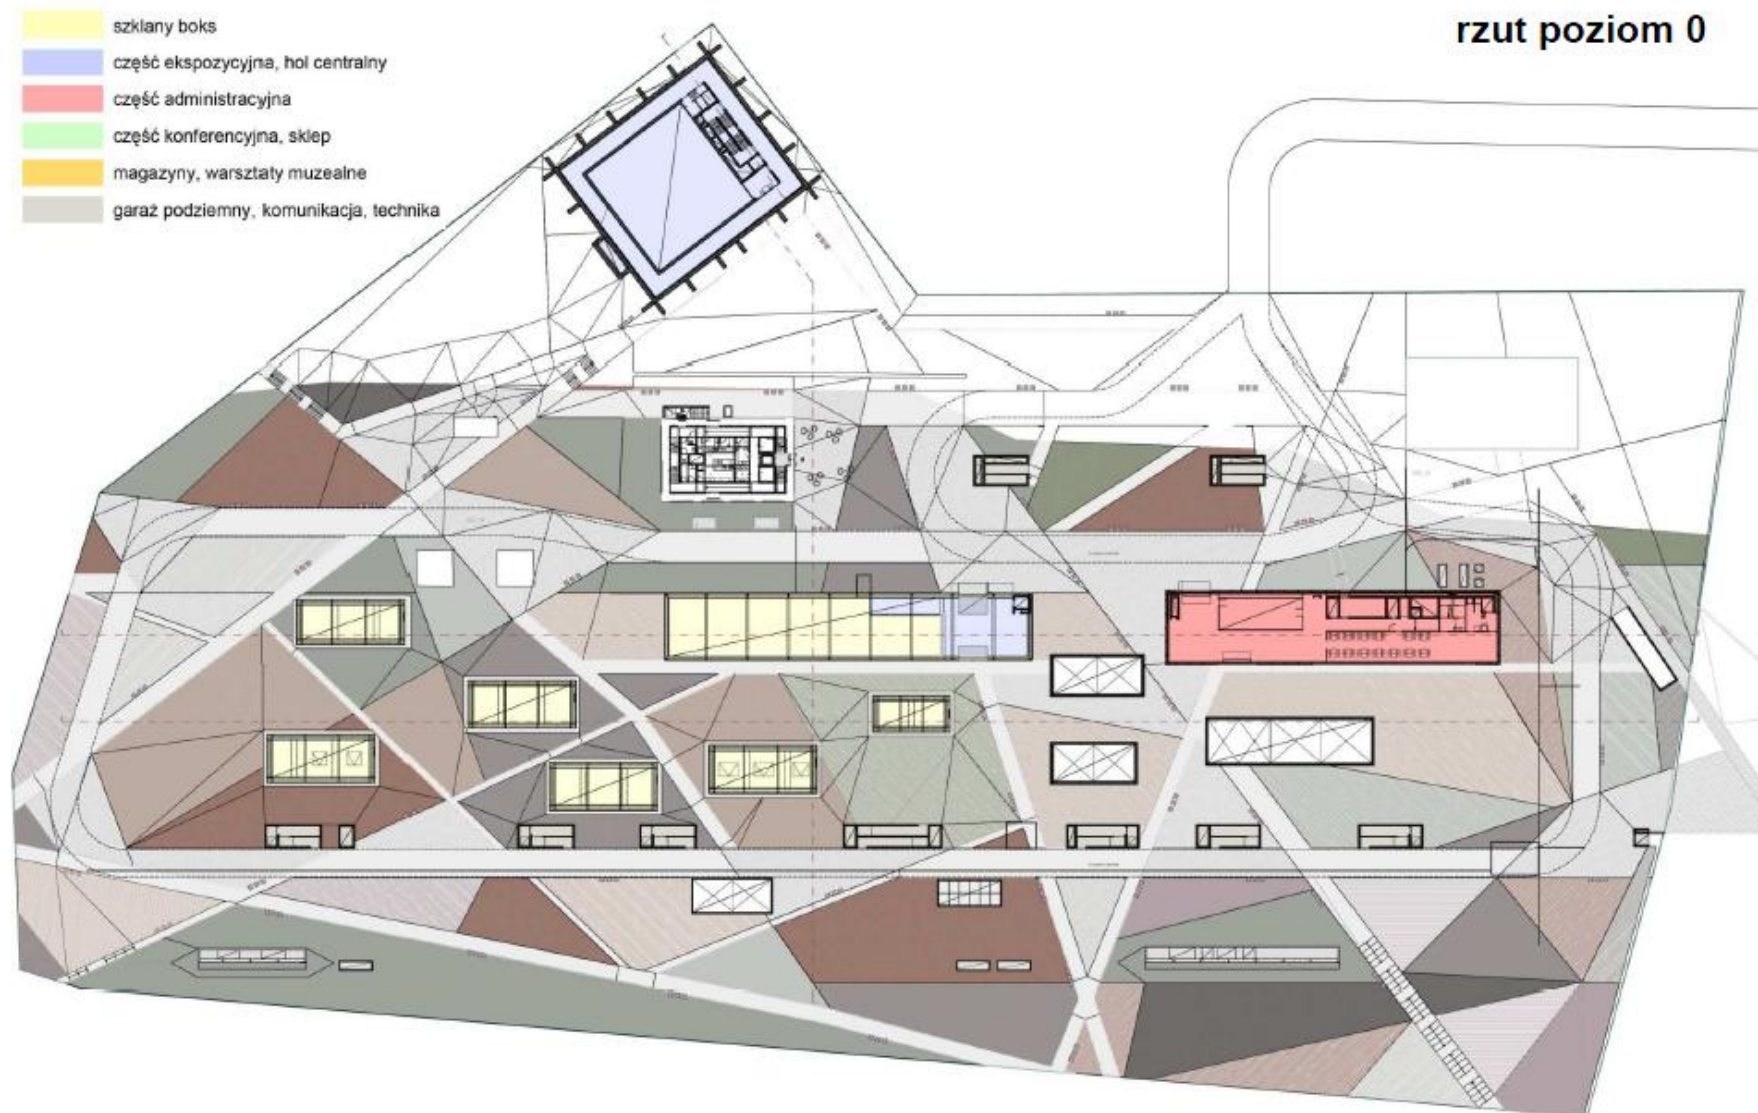 rzut poziom 0
szklany boks
część ekspozycyjna, hol centralny
część administracyjna
część konferencyjna, sklep
magazyny, warsztaty muzealne
garaż podziemny, komunikacja, technika